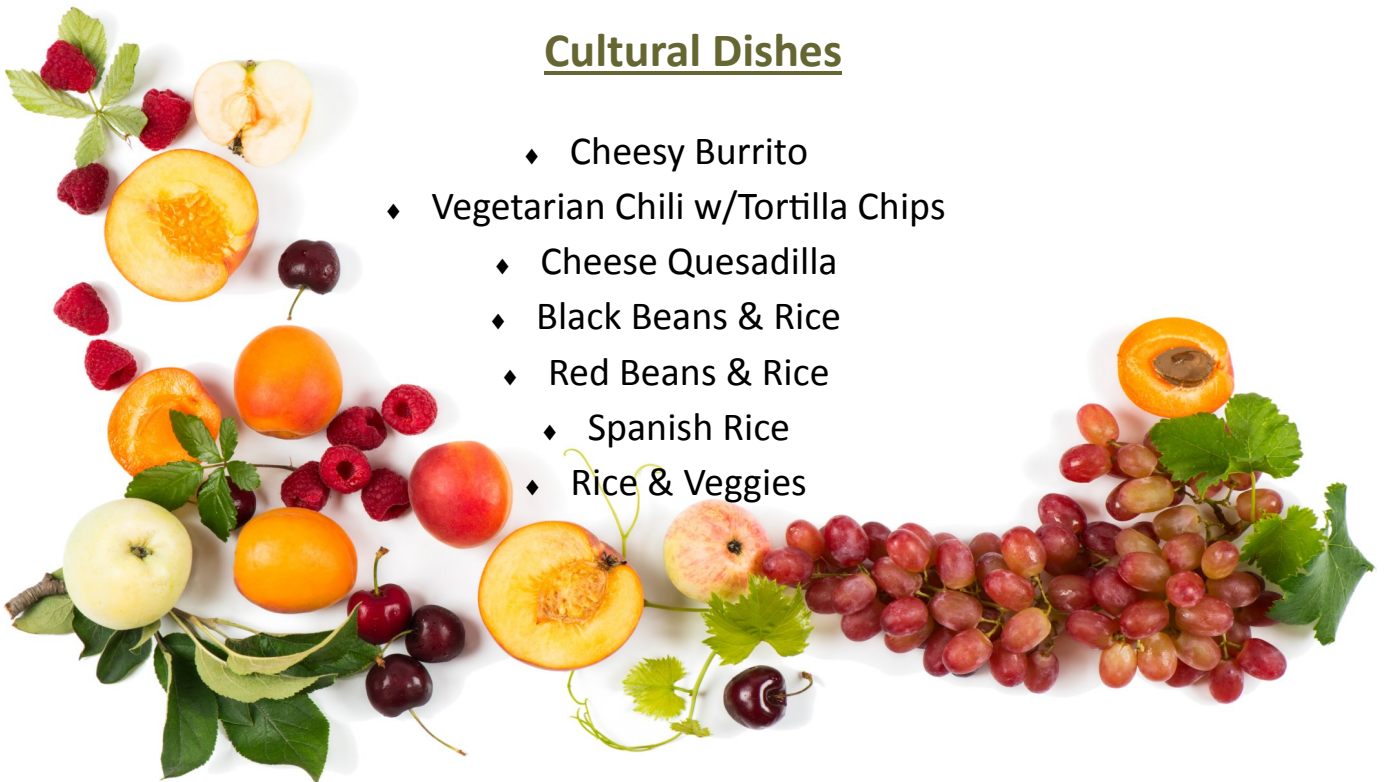 Cultural Dishes
⬧ Cheesy Burrito
⬧ Vegetarian Chili w/Tortilla Chips
⬧ Cheese Quesadilla
⬧ Black Beans & Rice
⬧ Red Beans & Rice
⬧ Spanish Rice
⬧ Rice & Veggies